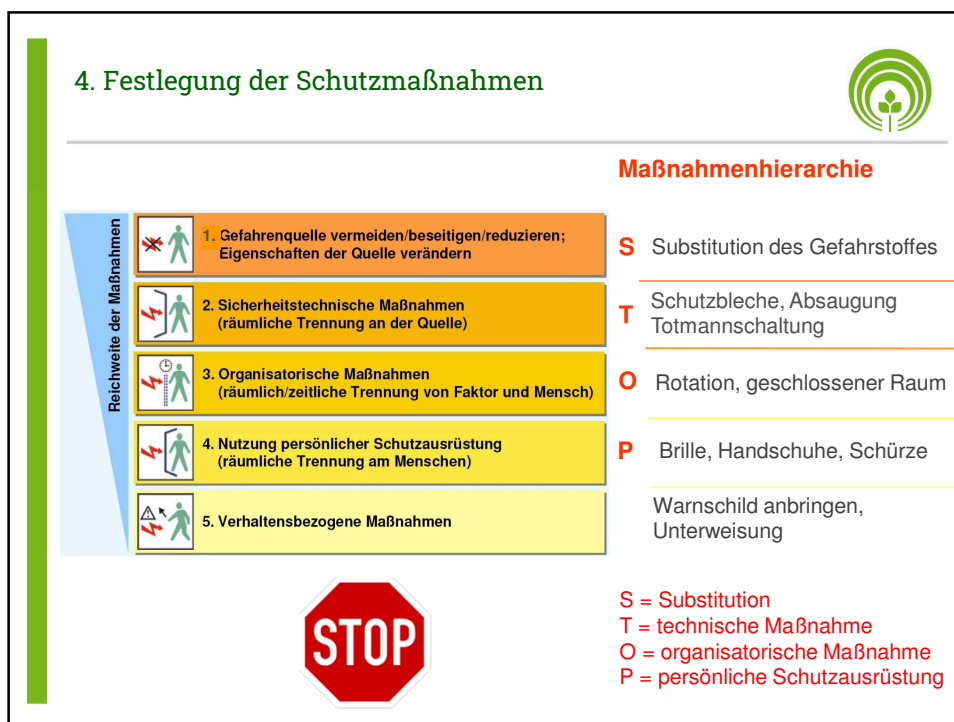 4. Festlegung der Schutzmaßnahmen
Maßnahmenhierarchie
Reichweite der Maßnahmen
1. Gefahrenquelle vermeiden/beseitigen/reduzieren;
Eigenschaften der Quelle verändern
S Substitution des Gefahrstoffes
2. Sicherheitstechnische Maßnahmen
(räumliche Trennung an der Quelle)
T Schutzbleche, Absaugung
Totmannschaltung
3. Organisatorische Maßnahmen
(räumlich/zeitliche Trennung von Faktor und Mensch)
O Rotation, geschlossener Raum
4. Nutzung persönlicher Schutzausrüstung
(räumliche Trennung am Menschen)
P Brille, Handschuhe, Schürze
5. Verhaltensbezogene Maßnahmen
Warnschild anbringen,
Unterweisung
STOP
S = Substitution
T = technische Maßnahme
O = organisatorische Maßnahme
P = persönliche Schutzausrüstung